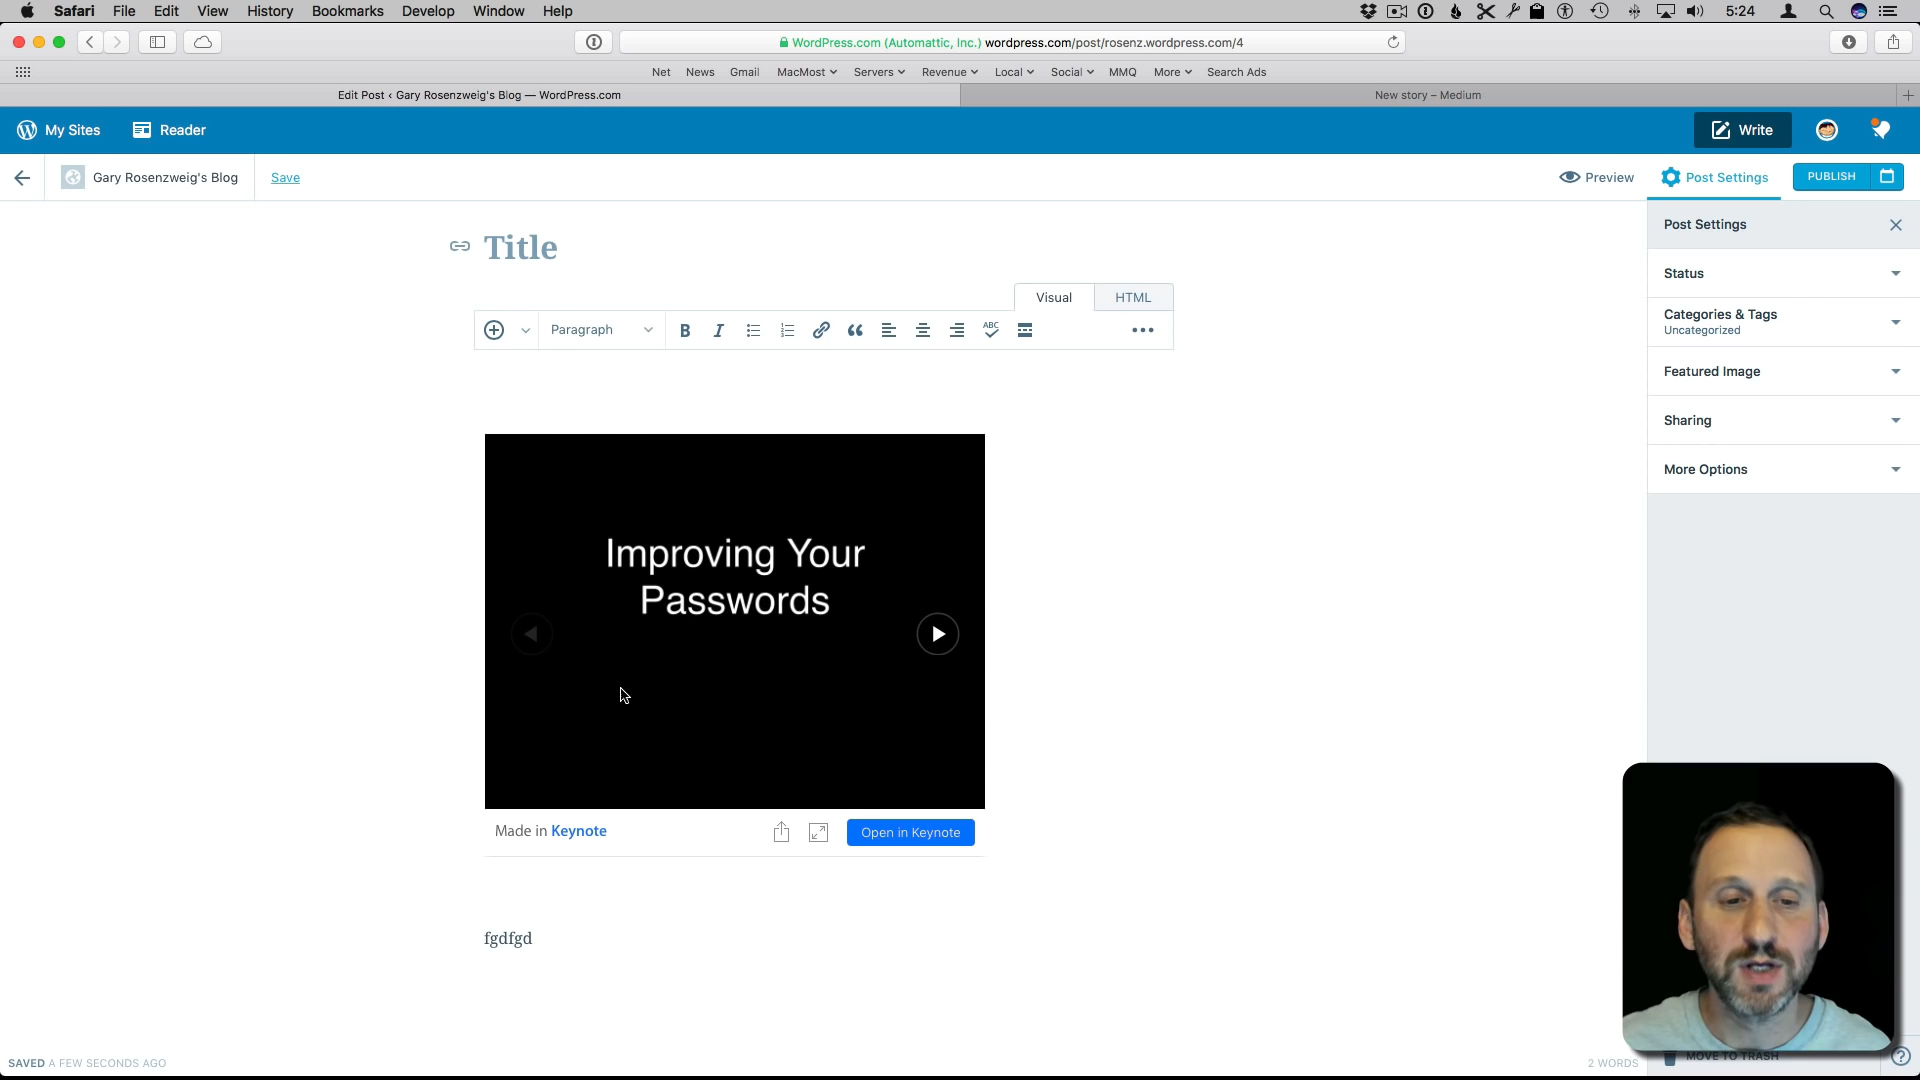 Safari File Edit View History Bookmarks Develop Window Help 5:24
WordPress.com (Automattic, Inc.) wordpress.com/post/rosenz.wordpress.com/4
Net News Gmail MacMost Servers Revenue Local Social MMQ More Search Ads
Edit Post ‹ Gary Rosenzweig's Blog — WordPress.com New story – Medium
My Sites Reader Write
Gary Rosenzweig's Blog Save Preview Post Settings PUBLISH
Post Settings
Title
Status
Visual HTML
Categories & Tags
Uncategorized
Paragraph B I ABC
Featured Image
Sharing
More Options
Improving Your
Passwords
Made in Keynote Open in Keynote
fgdfgd
SAVED A FEW SECONDS AGO 2 WORDS MOVE TO TRASH